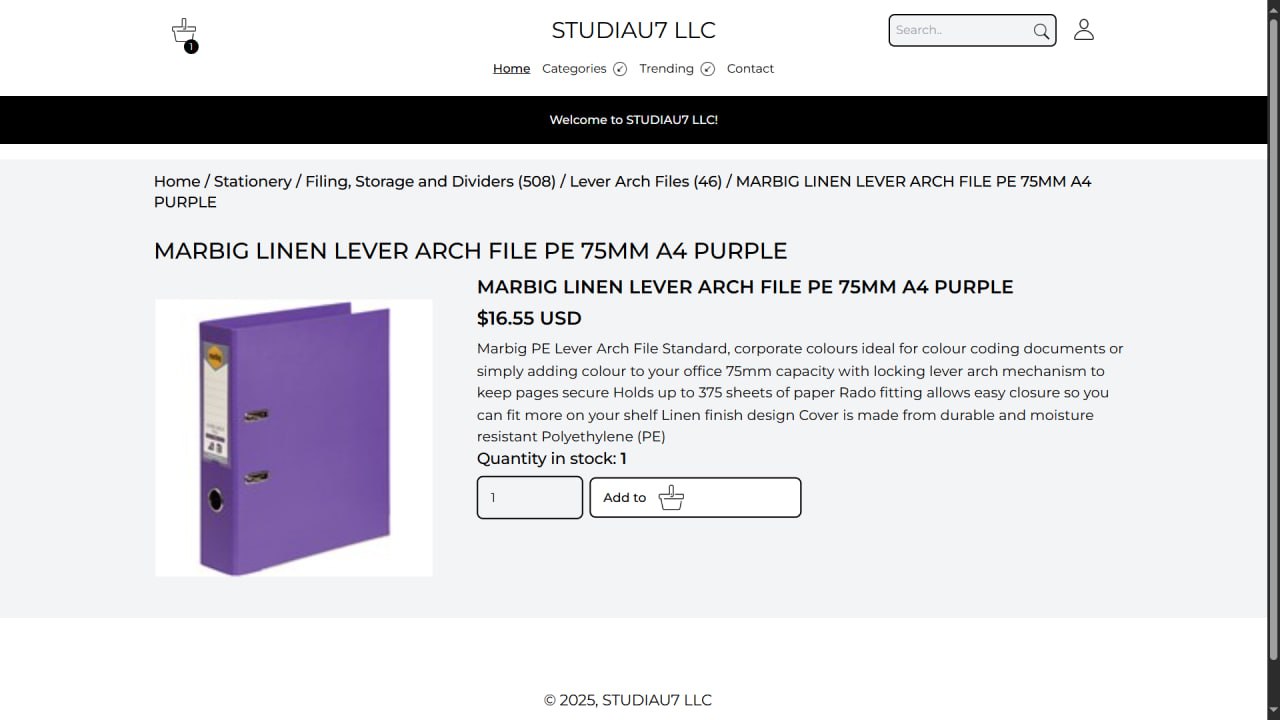 1
STUDIAU7 LLC
Search..
Home Categories Trending Contact
Welcome to STUDIAU7 LLC!
Home / Stationery / Filing, Storage and Dividers (508) / Lever Arch Files (46) / MARBIG LINEN LEVER ARCH FILE PE 75MM A4
PURPLE
MARBIG LINEN LEVER ARCH FILE PE 75MM A4 PURPLE
MARBIG LINEN LEVER ARCH FILE PE 75MM A4 PURPLE
$16.55 USD
Marbig PE Lever Arch File Standard, corporate colours ideal for colour coding documents or
simply adding colour to your office 75mm capacity with locking lever arch mechanism to
keep pages secure Holds up to 375 sheets of paper Rado fitting allows easy closure so you
can fit more on your shelf Linen finish design Cover is made from durable and moisture
resistant Polyethylene (PE)
Quantity in stock: 1
1
Add to
© 2025, STUDIAU7 LLC